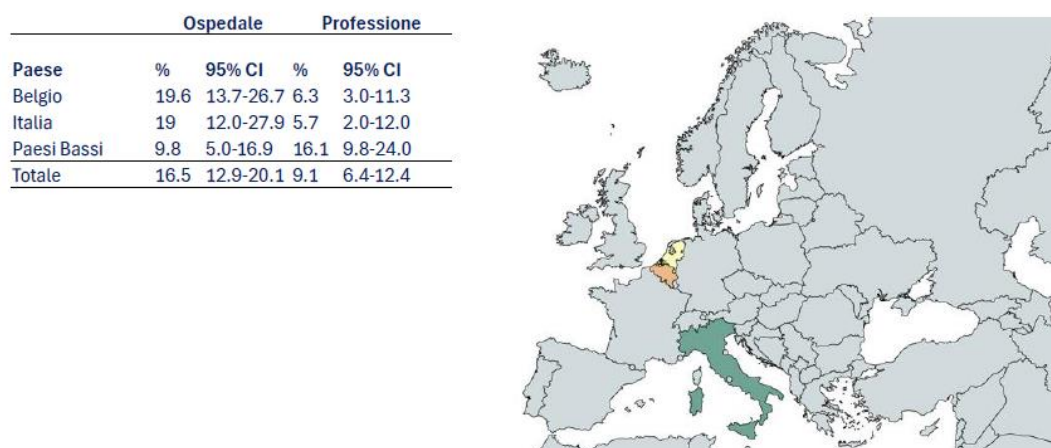 Ospedale Professione
Paese % 95% CI % 95% CI
Belgio 19.6 13.7-26.7 6.3 3.0-11.3
Italia 19 12.0-27.9 5.7 2.0-12.0
Paesi Bassi 9.8 5.0-16.9 16.1 9.8-24.0
Totale 16.5 12.9-20.1 9.1 6.4-12.4